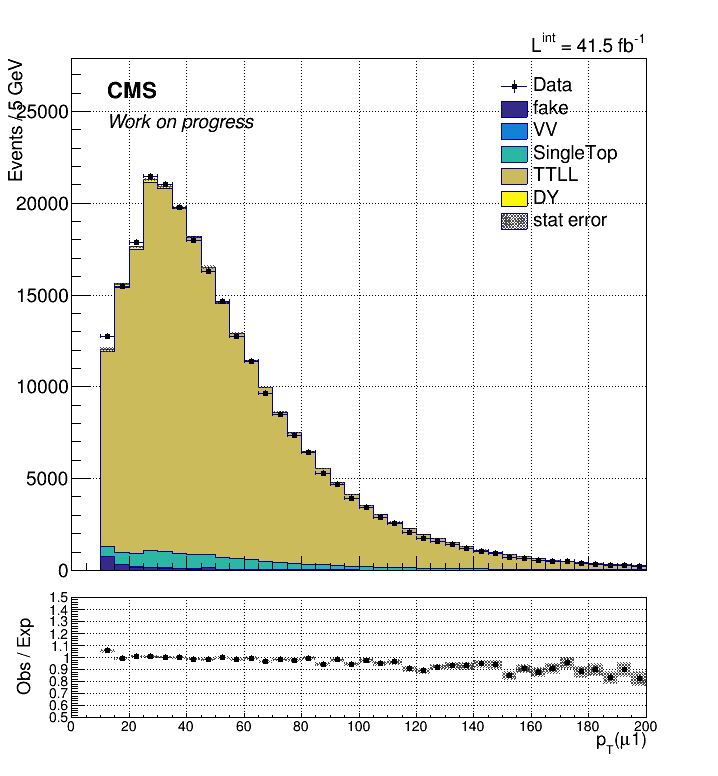 L^int = 41.5 fb^-1
Events / 5 GeV
CMS
Work on progress
Data
fake
VV
SingleTop
TTLL
DY
stat error
25000
20000
15000
10000
5000
0
Obs / Exp
1.5
1.4
1.3
1.2
1.1
1
0.9
0.8
0.7
0.6
0.5
0 20 40 60 80 100 120 140 160 180 200
p_T(μ1)